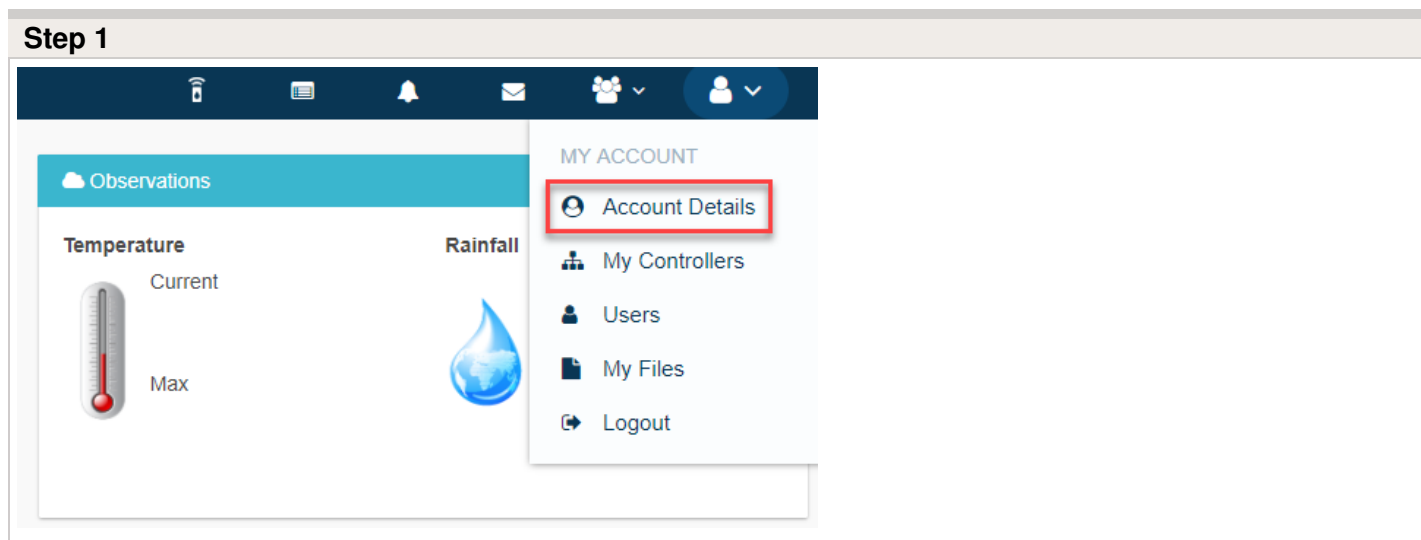 Step 1
MY ACCOUNT
Observations
Account Details
Temperature
Rainfall
My Controllers
Current
Users
My Files
Max
Logout